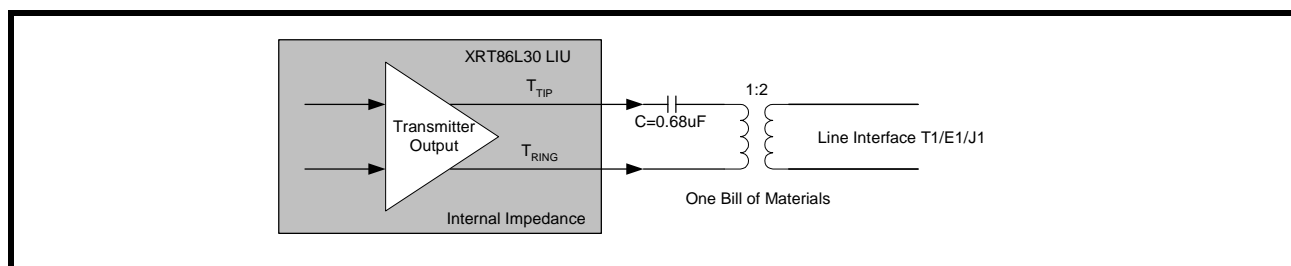 XRT86L30 LIU
TTIP
1:2
C=0.68uF
Transmitter
Output
Line Interface T1/E1/J1
TRING
One Bill of Materials
Internal Impedance